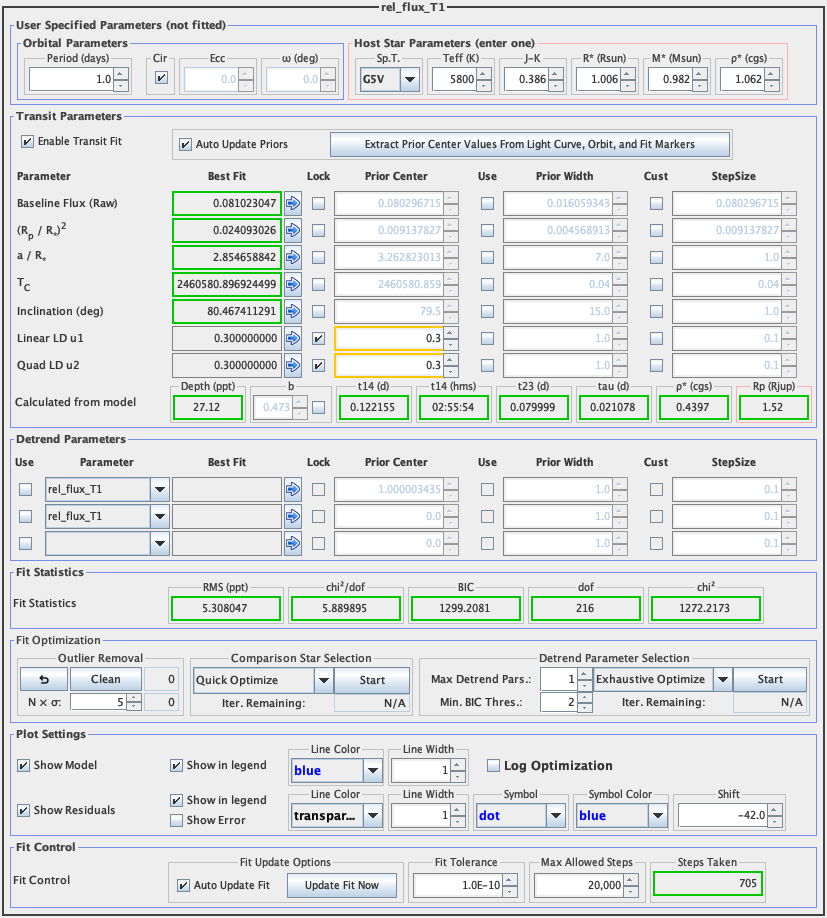 rel_flux_T1
User Specified Parameters (not fitted)
Orbital Parameters
Host Star Parameters (enter one)
Period (days) Cir Ecc ω (deg) Sp.T. Teff (K) J-K R* (Rsun) M* (Msun) ρ* (cgs)
1.0 0.0 0.0 G5V 5800 0.386 1.006 0.982 1.062
Transit Parameters
Enable Transit Fit Auto Update Priors Extract Prior Center Values From Light Curve, Orbit, and Fit Markers
Parameter Best Fit Lock Prior Center Use Prior Width Cust StepSize
Baseline Flux (Raw) 0.081023047 0.080296715 0.016059343 0.080296715
(Rp / R*)² 0.024093026 0.009137827 0.004568913 0.009137827
a / R* 2.854658842 3.262823013 7.0 1.0
TC 2460580.896924499 2460580.859 0.04 0.04
Inclination (deg) 80.467411291 79.5 15.0 1.0
Linear LD u1 0.300000000 0.3 1.0 0.1
Quad LD u2 0.300000000 0.3 1.0 0.1
Depth (ppt) b t14 (d) t14 (hms) t23 (d) tau (d) ρ* (cgs) Rp (Rjup)
Calculated from model 27.12 0.473 0.122155 02:55:54 0.079999 0.021078 0.4397 1.52
Detrend Parameters
Use Parameter Best Fit Lock Prior Center Use Prior Width Cust StepSize
rel_flux_T1 1.000003435 1.0 0.1
rel_flux_T1 0.0 1.0 0.1
0.0 1.0 0.1
Fit Statistics
RMS (ppt) chi²/dof BIC dof chi²
Fit Statistics 5.308047 5.889895 1299.2081 216 1272.2173
Fit Optimization
Outlier Removal Comparison Star Selection Detrend Parameter Selection
Clean 0 Quick Optimize Start Max Detrend Pars.: 1 Exhaustive Optimize Start
N × σ: 5 0 Iter. Remaining: N/A Min. BIC Thres.: 2 Iter. Remaining: N/A
Plot Settings
Line Color Line Width
Show Model Show in legend blue 1 Log Optimization
Line Color Line Width Symbol Symbol Color Shift
Show Residuals Show in legend transpar... 1 dot blue -42.0
Show Error
Fit Control
Fit Update Options Fit Tolerance Max Allowed Steps Steps Taken
Fit Control Auto Update Fit Update Fit Now 1.0E-10 20,000 705